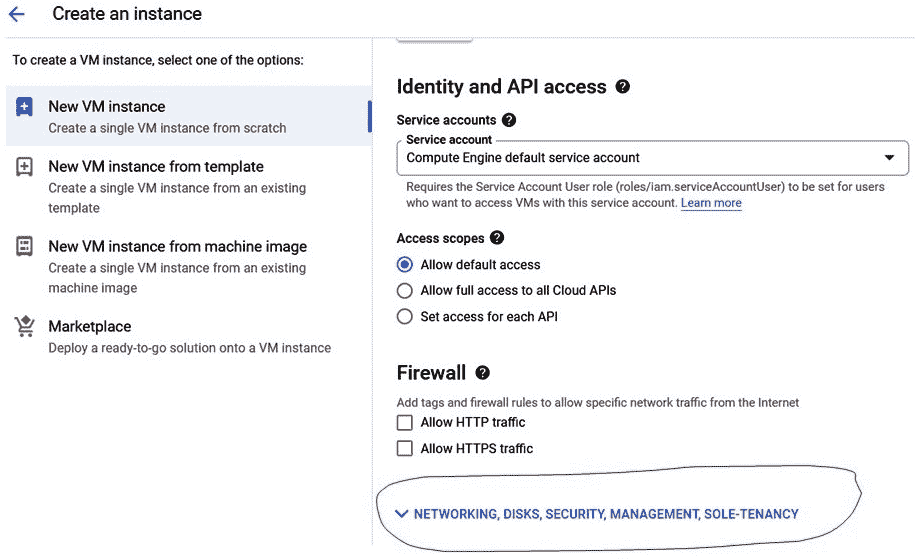 Create an instance
To create a VM instance, select one of the options:
New VM instance
Create a single VM instance from scratch
New VM instance from template
Create a single VM instance from an existing
template
New VM instance from machine image
Create a single VM instance from an existing
machine image
Marketplace
Deploy a ready-to-go solution onto a VM instance
Identity and API access
Service accounts
Service account
Compute Engine default service account
Requires the Service Account User role (roles/iam.serviceAccountUser) to be set for users
who want to access VMs with this service account. Learn more
Access scopes
Allow default access
Allow full access to all Cloud APIs
Set access for each API
Firewall
Add tags and firewall rules to allow specific network traffic from the Internet
Allow HTTP traffic
Allow HTTPS traffic
NETWORKING, DISKS, SECURITY, MANAGEMENT, SOLE-TENANCY